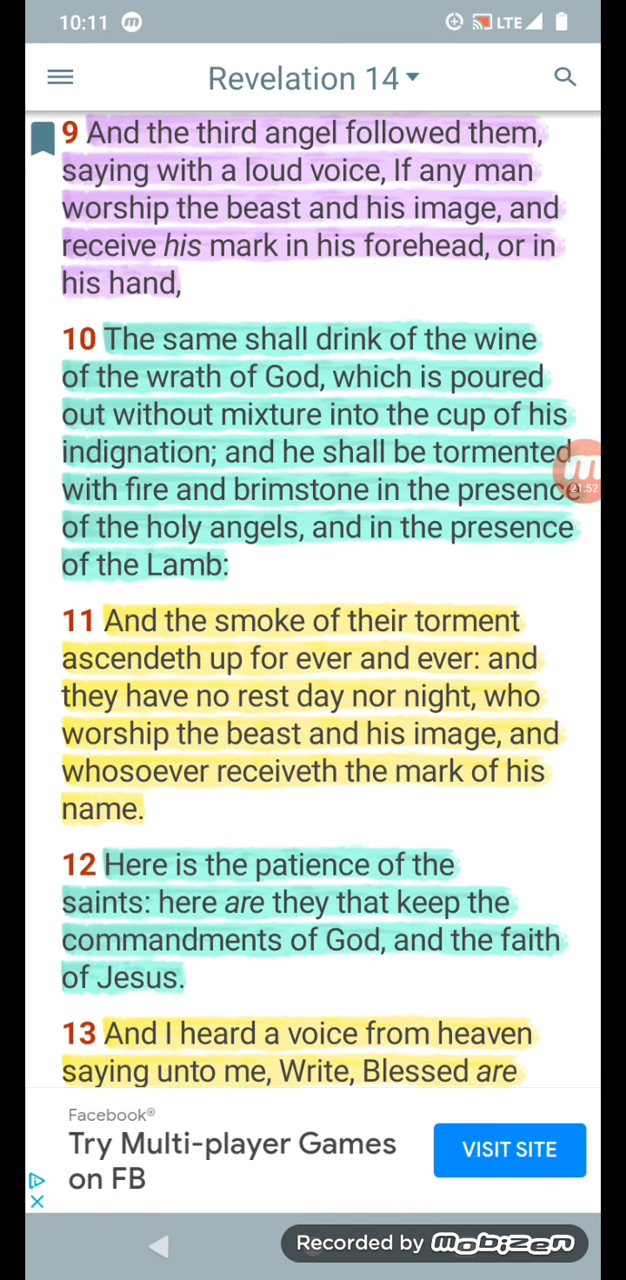 10:11 m LTE
Revelation 14
9 And the third angel followed them,
saying with a loud voice, If any man
worship the beast and his image, and
receive his mark in his forehead, or in
his hand,
10 The same shall drink of the wine
of the wrath of God, which is poured
out without mixture into the cup of his
indignation; and he shall be tormented
m
with fire and brimstone in the presence
21:52
of the holy angels, and in the presence
of the Lamb:
11 And the smoke of their torment
ascendeth up for ever and ever: and
they have no rest day nor night, who
worship the beast and his image, and
whosoever receiveth the mark of his
name.
12 Here is the patience of the
saints: here are they that keep the
commandments of God, and the faith
of Jesus.
13 And I heard a voice from heaven
saying unto me, Write, Blessed are
Facebook®
Try Multi-player Games
on FB
VISIT SITE
Recorded by mobizen